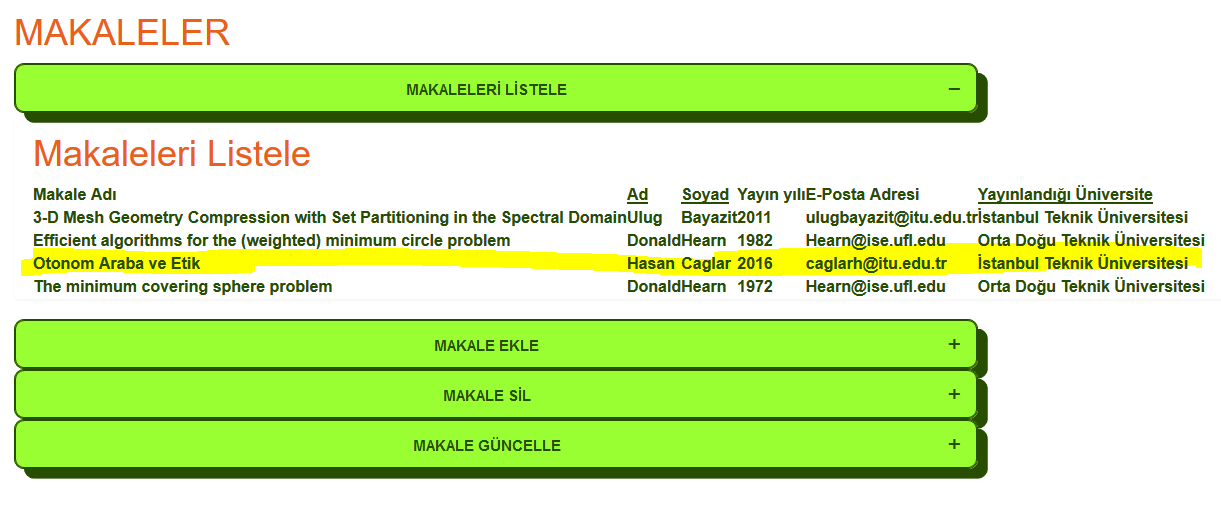 MAKALELER
MAKALELERİ LİSTELE −
Makaleleri Listele
Makale Adı Ad Soyad Yayın yılı E-Posta Adresi Yayınlandığı Üniversite
3-D Mesh Geometry Compression with Set Partitioning in the Spectral Domain Ulug Bayazit 2011 ulugbayazit@itu.edu.tr İstanbul Teknik Üniversitesi
Efficient algorithms for the (weighted) minimum circle problem Donald Hearn 1982 Hearn@ise.ufl.edu Orta Doğu Teknik Üniversitesi
Otonom Araba ve Etik Hasan Caglar 2016 caglarh@itu.edu.tr İstanbul Teknik Üniversitesi
The minimum covering sphere problem Donald Hearn 1972 Hearn@ise.ufl.edu Orta Doğu Teknik Üniversitesi
MAKALE EKLE +
MAKALE SİL +
MAKALE GÜNCELLE +